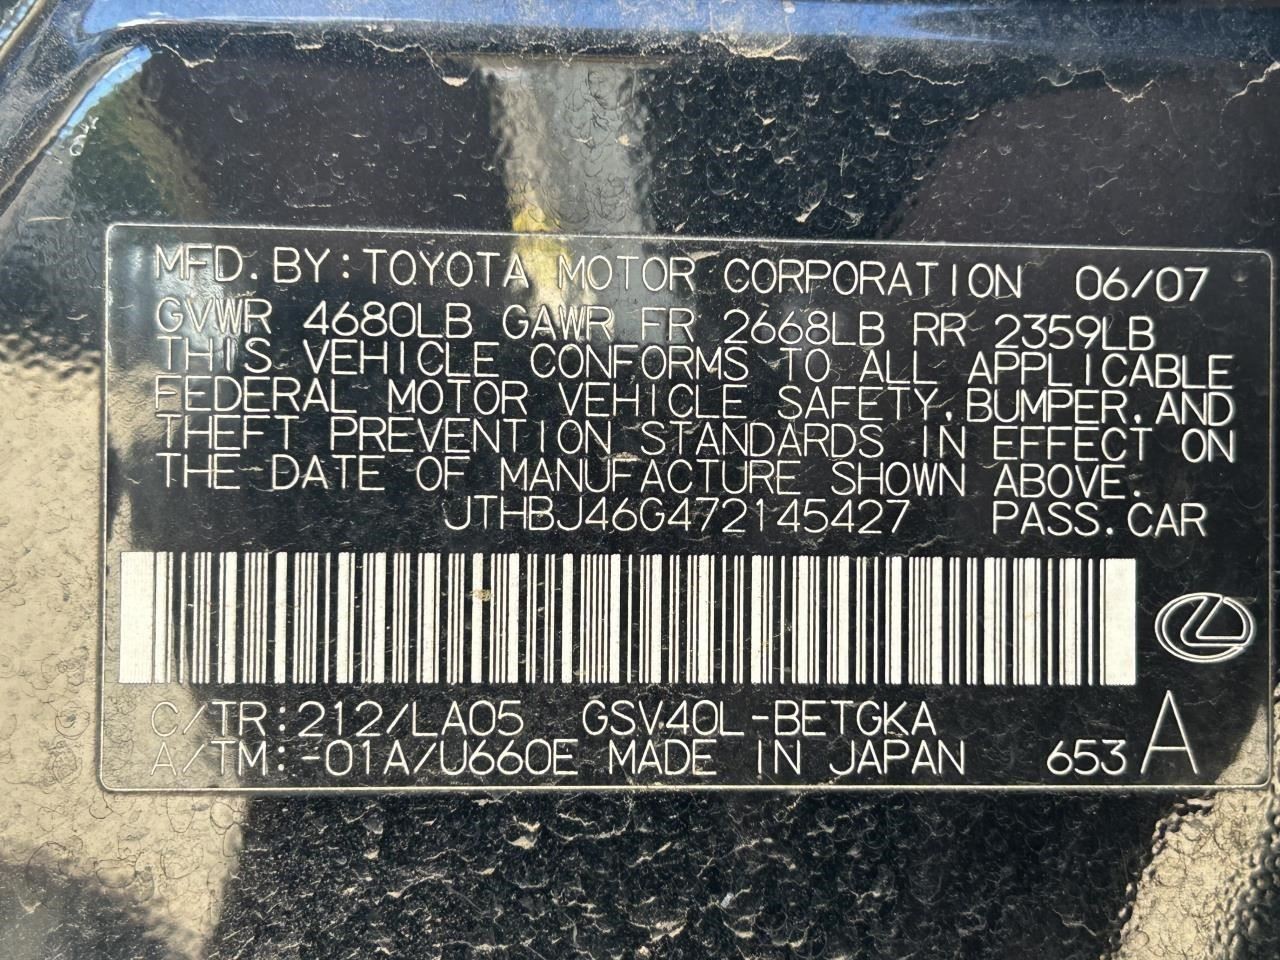 MFD. BY: TOYOTA MOTOR CORPORATION 06/07
GVWR 4680LB GAWR FR 2668LB RR 2359LB
THIS VEHICLE CONFORMS TO ALL APPLICABLE
FEDERAL MOTOR VEHICLE SAFETY, BUMPER, AND
THEFT PREVENTION STANDARDS IN EFFECT ON
THE DATE OF MANUFACTURE SHOWN ABOVE.
JTHBJ46G472145427 PASS. CAR
C/TR: 212/LA05 GSV40L-BETGKA
A/TM: -01A/U660E MADE IN JAPAN 653 A